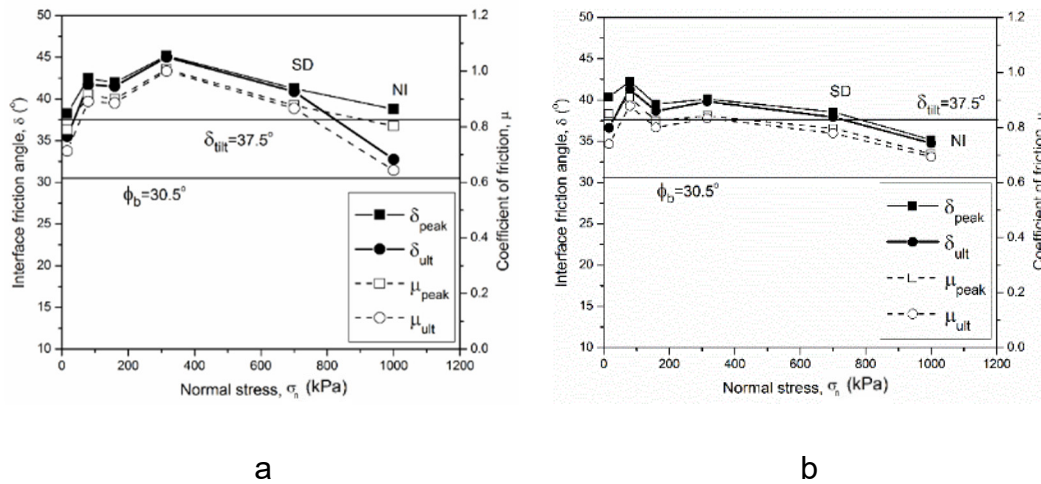 50
45
40
35
30
25
20
15
10
Interface friction angle, δ (°)
1.2
1.0
0.8
0.6
0.4
0.2
0.0
Coefficient of friction, μ
SD
NI
δtilt=37.5°
ϕb=30.5°
δpeak
δult
μpeak
μult
0 200 400 600 800 1000 1200
Normal stress, σn (kPa)
a
50
45
40
35
30
25
20
15
10
Interface friction angle, δ (°)
1.2
1.0
0.8
0.6
0.4
0.2
0.0
Coefficient of friction, μ
SD
δtilt=37.5°
NI
ϕb=30.5°
δpeak
δult
μpeak
μult
0 200 400 600 800 1000 1200
Normal stress, σn (kPa)
b